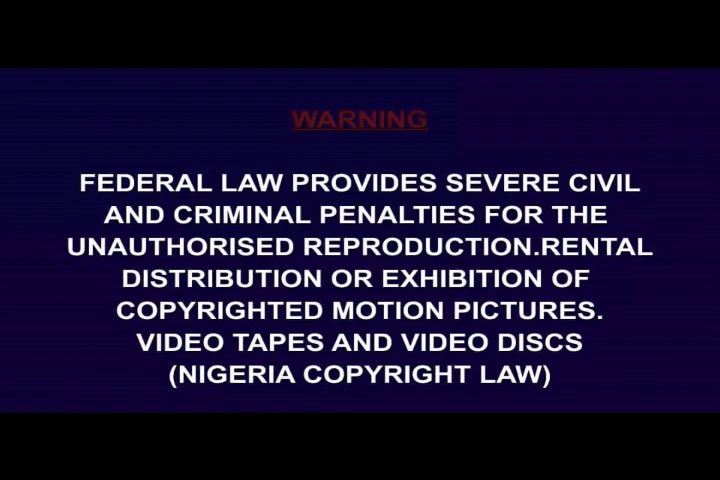 WARNING
FEDERAL LAW PROVIDES SEVERE CIVIL
AND CRIMINAL PENALTIES FOR THE
UNAUTHORISED REPRODUCTION.RENTAL
DISTRIBUTION OR EXHIBITION OF
COPYRIGHTED MOTION PICTURES.
VIDEO TAPES AND VIDEO DISCS
(NIGERIA COPYRIGHT LAW)